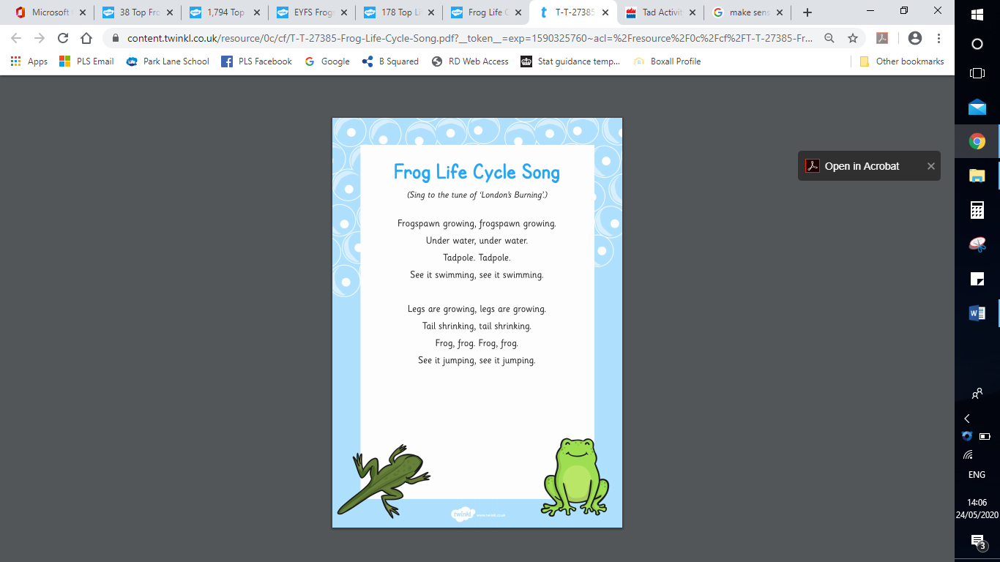 Microsoft
38 Top Fro
1,794 Top
EYFS Frog
178 Top Li
Frog Life C
T-T-27385
Tad Activit
make sens
content.twinkl.co.uk/resource/0c/cf/T-T-27385-Frog-Life-Cycle-Song.pdf?__token__=exp=1590325760~acl=%2Fresource%2F0c%2Fcf%2FT-T-27385-Fr...
Apps
PLS Email
Park Lane School
PLS Facebook
Google
B Squared
RD Web Access
Stat guidance temp...
Boxall Profile
Other bookmarks
Open in Acrobat
Frog Life Cycle Song
(Sing to the tune of ‘London’s Burning’.)
Frogspawn growing, frogspawn growing.
Under water, under water.
Tadpole. Tadpole.
See it swimming, see it swimming.
Legs are growing, legs are growing.
Tail shrinking, tail shrinking.
Frog, frog. Frog, frog.
See it jumping, see it jumping.
twinkl
www.twinkl.co.uk
ENG
14:06
24/05/2020
3